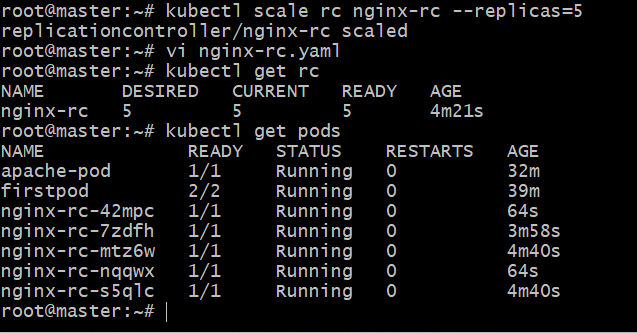 root@master:~# kubectl scale rc nginx-rc --replicas=5
replicationcontroller/nginx-rc scaled
root@master:~# vi nginx-rc.yaml
root@master:~# kubectl get rc
NAME DESIRED CURRENT READY AGE
nginx-rc 5 5 5 4m21s
root@master:~# kubectl get pods
NAME READY STATUS RESTARTS AGE
apache-pod 1/1 Running 0 32m
firstpod 2/2 Running 0 39m
nginx-rc-42mpc 1/1 Running 0 64s
nginx-rc-7zdfh 1/1 Running 0 3m58s
nginx-rc-mtz6w 1/1 Running 0 4m40s
nginx-rc-nqqwx 1/1 Running 0 64s
nginx-rc-s5qlc 1/1 Running 0 4m40s
root@master:~#